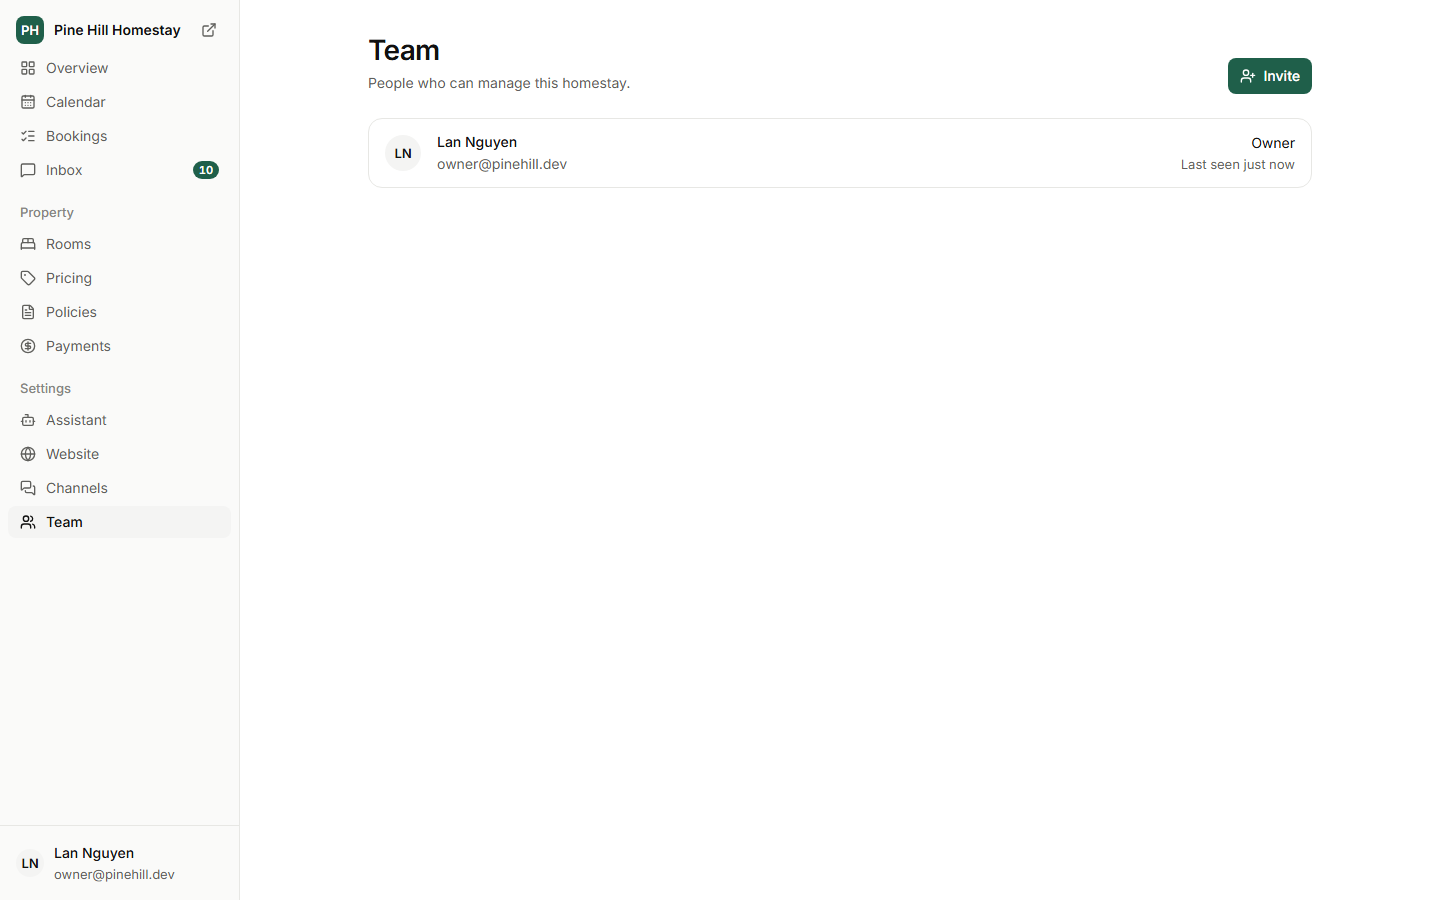 PH Pine Hill Homestay
Overview
Calendar
Bookings
Inbox 10
Property
Rooms
Pricing
Policies
Payments
Settings
Assistant
Website
Channels
Team
LN
Lan Nguyen
owner@pinehill.dev
Team
People who can manage this homestay.
Invite
LN
Lan Nguyen
owner@pinehill.dev
Owner
Last seen just now